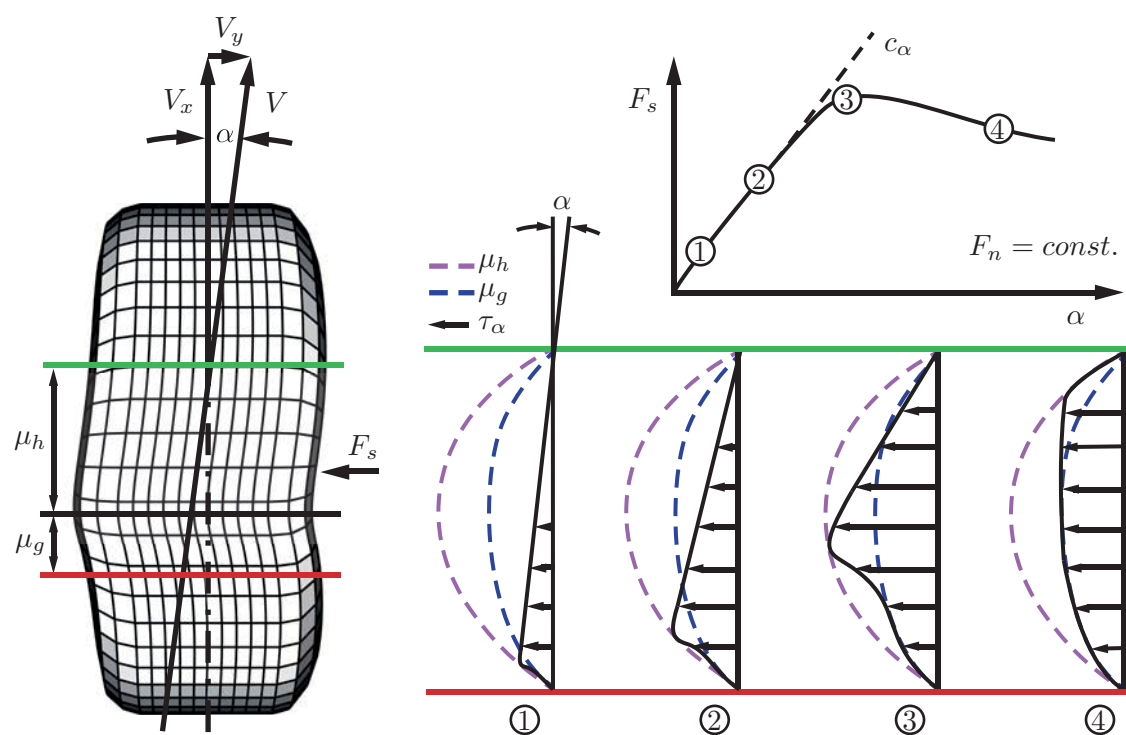 V_y
V_x
V
α
μ_h
μ_g
F_s
F_s
c_α
①
②
③
④
F_n = const.
α
α
μ_h
μ_g
τ_α
①
②
③
④